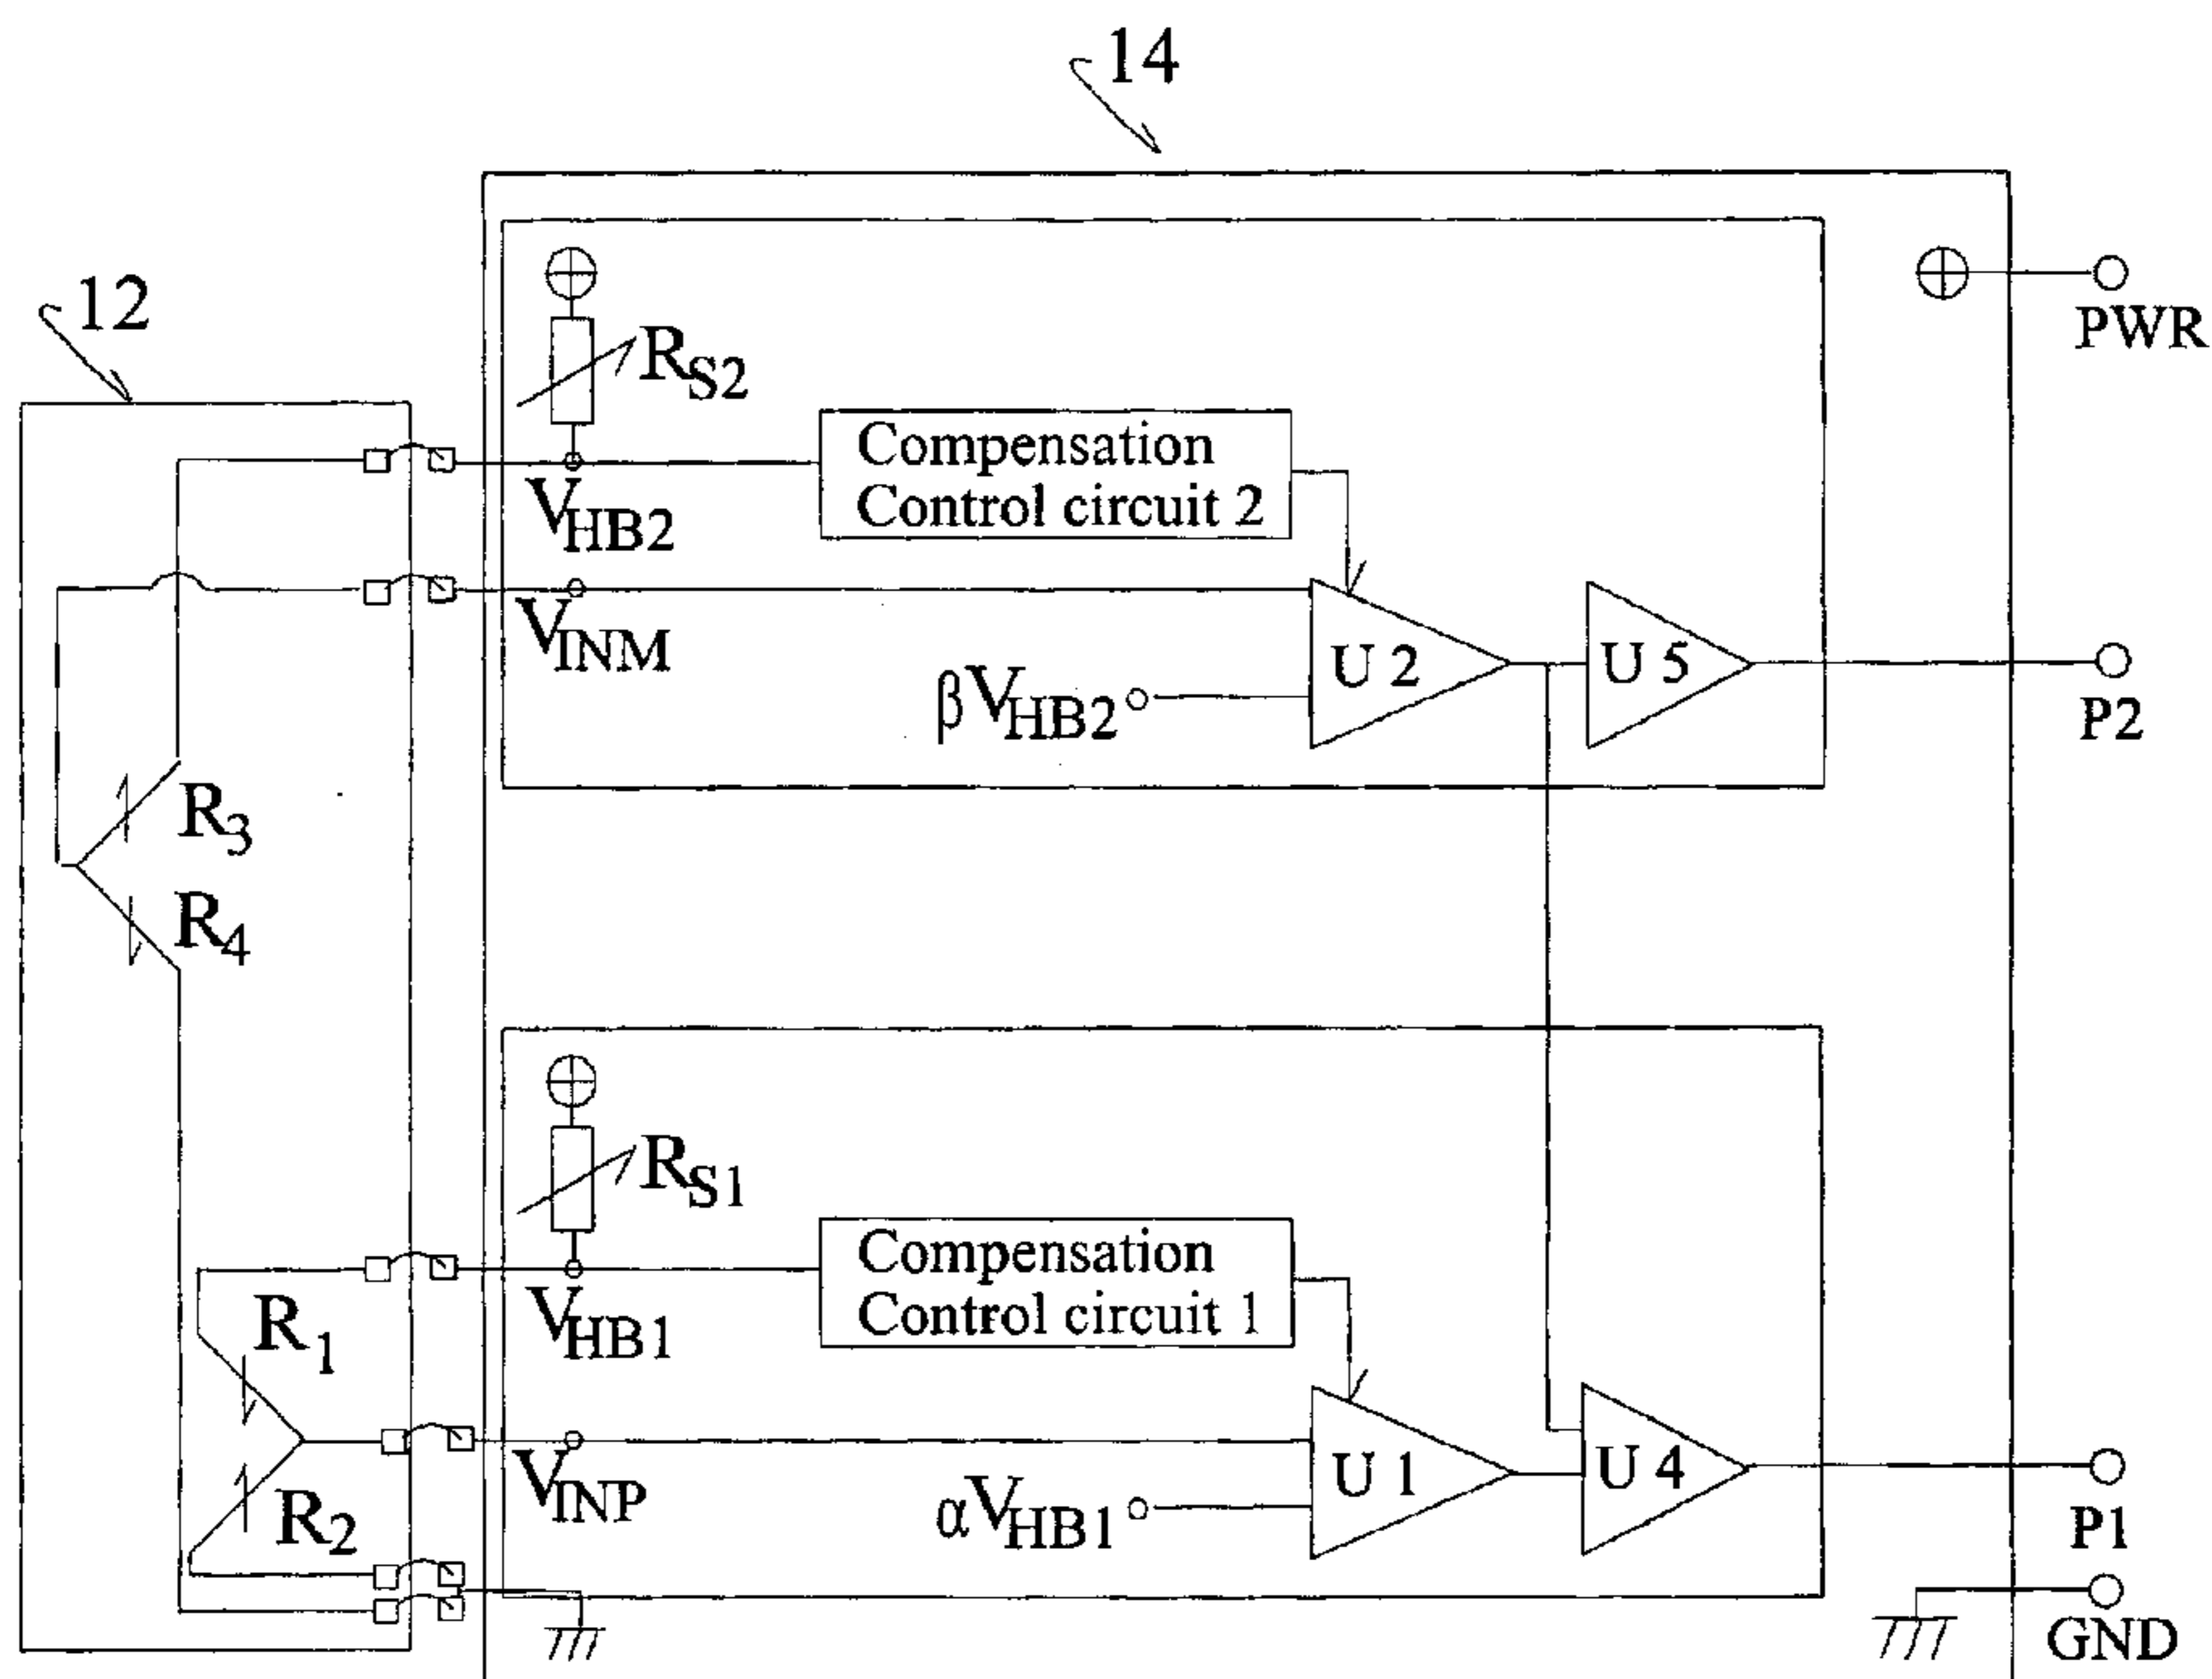 14
12
PWR
RS2
Compensation
Control circuit 2
VHB2
VINM
U 2
U 5
βVHB2
P2
R3
R4
RS1
Compensation
Control circuit 1
VHB1
R1
VINP
U 1
U 4
αVHB1
R2
P1
GND